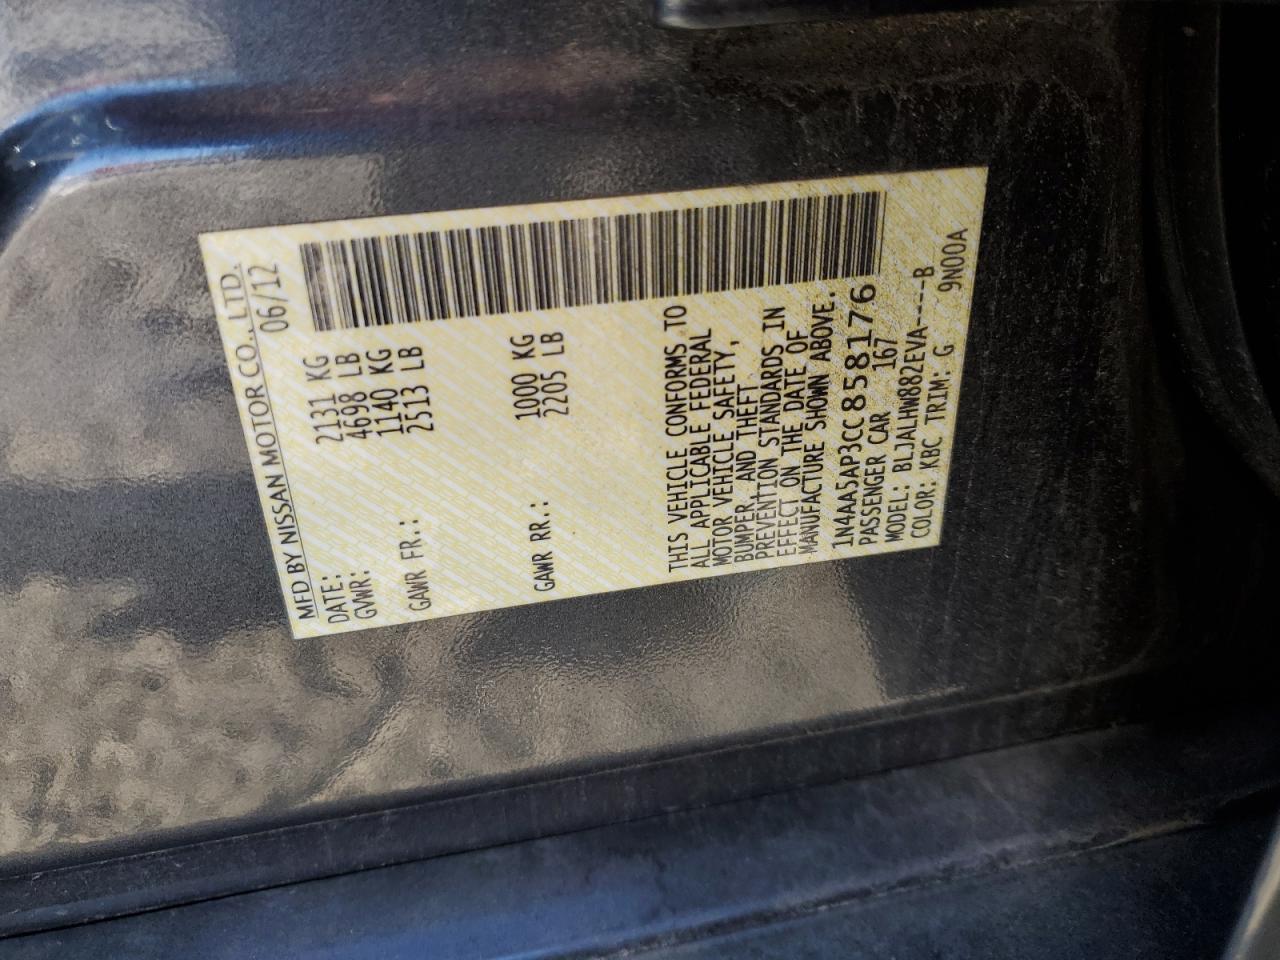 MFD BY NISSAN MOTOR CO., LTD.
DATE: 06/12
GVWR: 2131 KG
4698 LB
GAWR FR.: 1140 KG
2513 LB
GAWR RR.: 1000 KG
2205 LB
THIS VEHICLE CONFORMS TO
ALL APPLICABLE FEDERAL
MOTOR VEHICLE SAFETY,
BUMPER, AND THEFT
PREVENTION STANDARDS IN
EFFECT ON THE DATE OF
MANUFACTURE SHOWN ABOVE.
1N4AA5AP3CC858176
PASSENGER CAR 167
MODEL: BLJALHW882EVA-----B
COLOR: KBC TRIM: G 9N00A